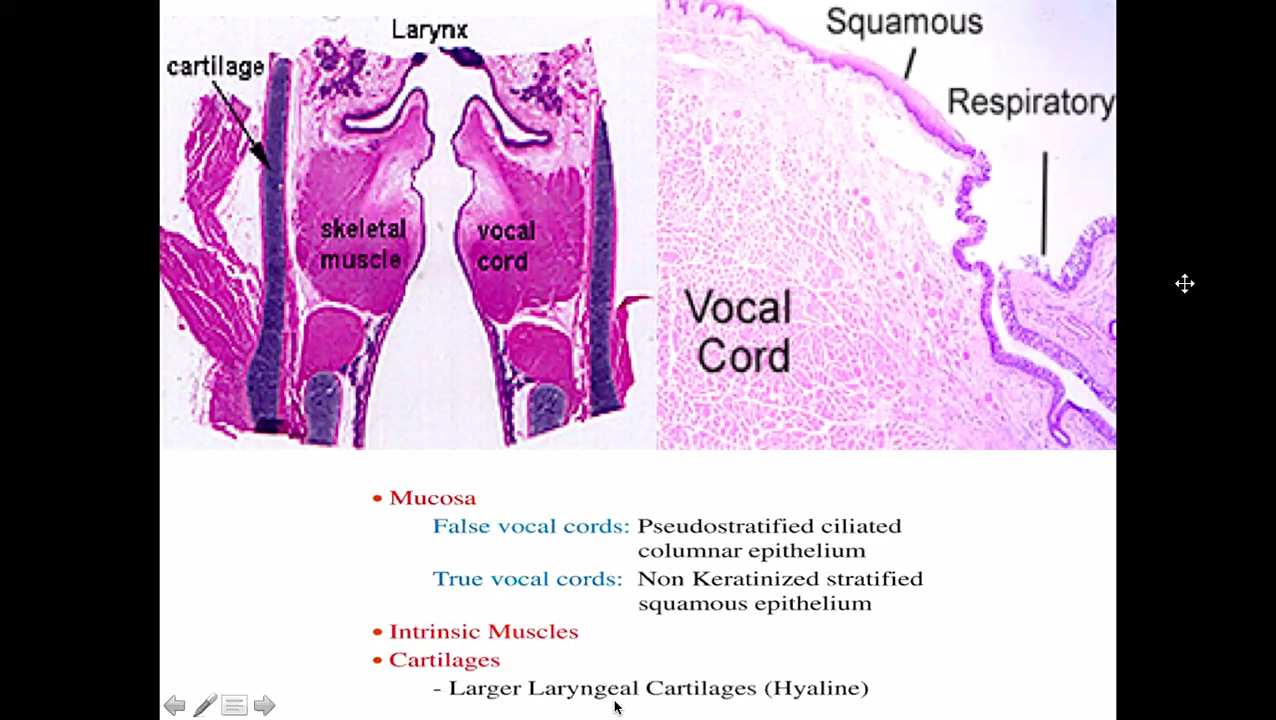 Larynx
cartilage
skeletal
muscle
vocal
cord
Squamous
Respiratory
Vocal
Cord
• Mucosa
False vocal cords: Pseudostratified ciliated
columnar epithelium
True vocal cords: Non Keratinized stratified
squamous epithelium
• Intrinsic Muscles
• Cartilages
- Larger Laryngeal Cartilages (Hyaline)